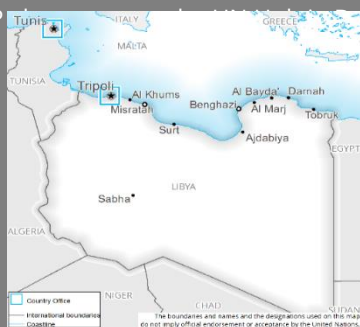 Tunis
ITALY
GREECE
MALTA
TUNISIA
Tripoli
Al Khums
Misratah
Surt
Benghazi
Al Bayda'
Darnah
Al Marj
Tobruk
Ajdabiya
EGYPT
LIBYA
Sabha
ALGERIA
NIGER
CHAD
SUDAN
Country Office
International boundaries
Coastline
The boundaries and names and the designations used on this map
do not imply official endorsement or acceptance by the United Nations